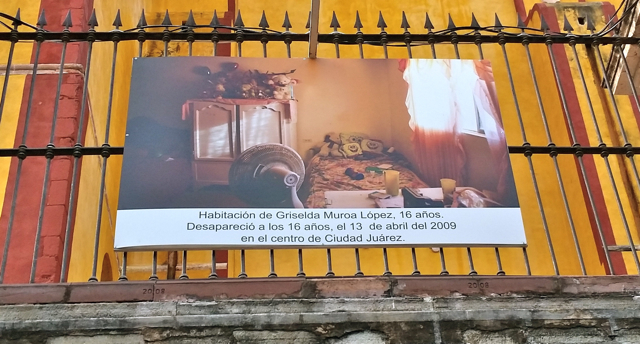 Habitación de Griselda Muroa López, 16 años.
Desapareció a los 16 años, el 13 de abril del 2009
en el centro de Ciudad Juárez.